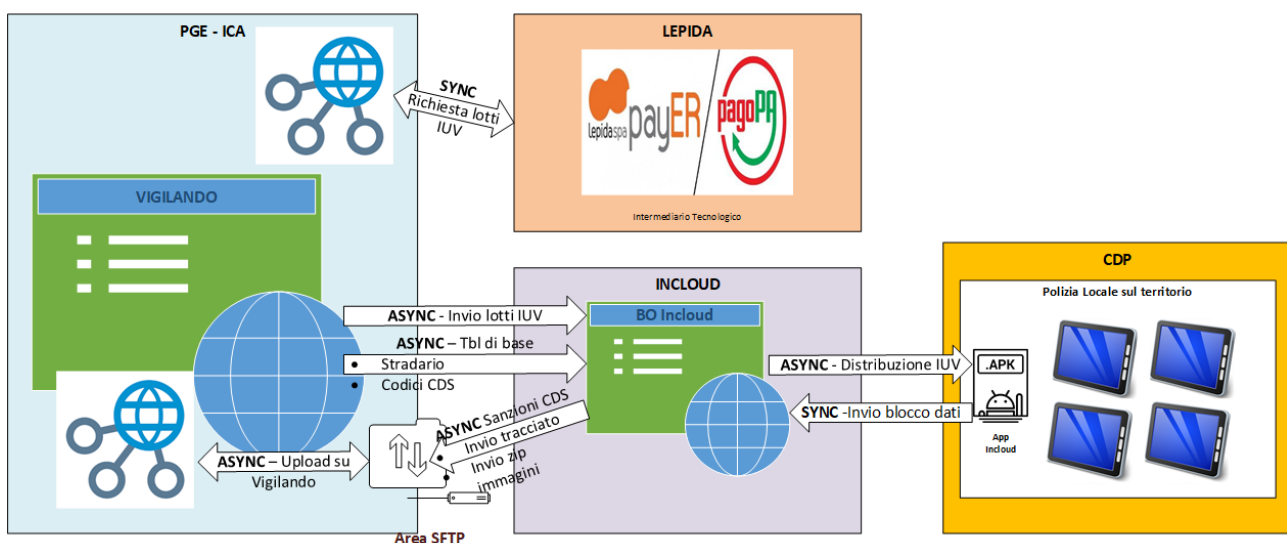 PGE - ICA
LEPIDA
SYNC
Richiesta lotti
IUV
lepidaspa
payER
pagoPA
Intermediario Tecnologico
VIGILANDO
CDP
Polizia Locale sul territorio
INCLOUD
BO Incloud
ASYNC - Invio lotti IUV
ASYNC – Tbl di base
• Stradario
• Codici CDS
ASYNC - Distribuzione IUV
.APK
SYNC -Invio blocco dati
App
Incloud
ASYNC Sanzioni CDS
• Invio tracciato
• Invio zip
immagini
ASYNC – Upload su
Vigilando
Area SFTP